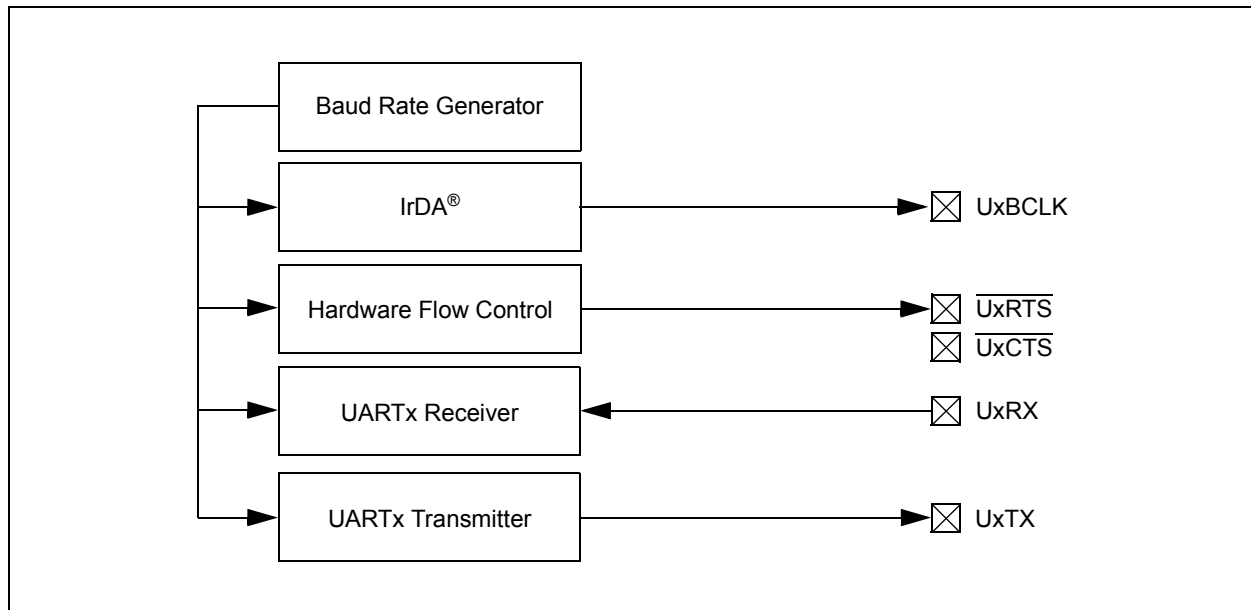 Baud Rate Generator
IrDA®
UxBCLK
Hardware Flow Control
UxRTS
UxCTS
UARTx Receiver
UxRX
UARTx Transmitter
UxTX